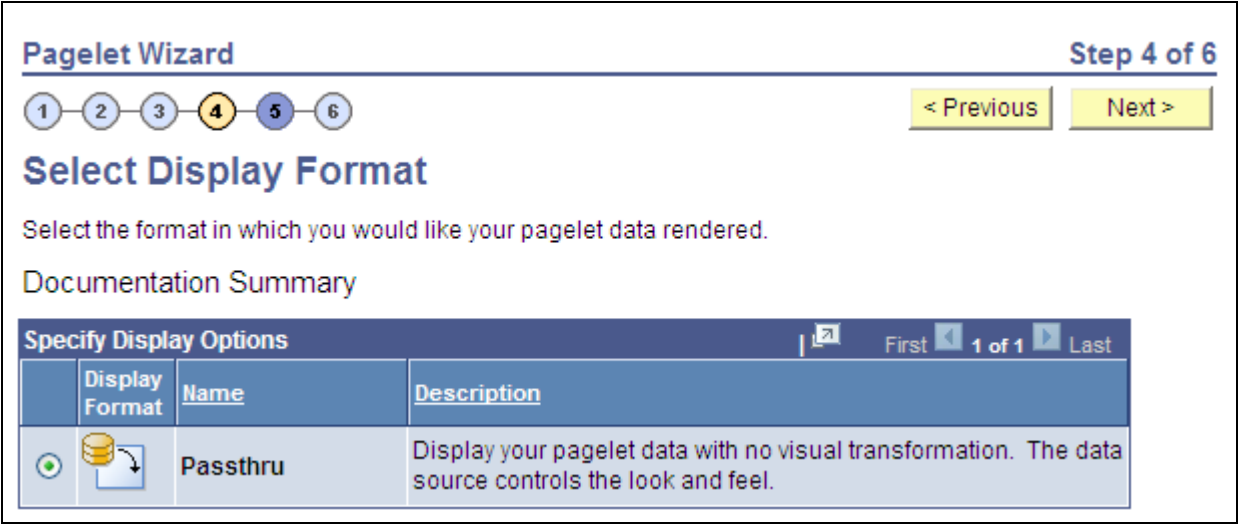 Pagelet Wizard Step 4 of 6
1 2 3 4 5 6 < Previous Next >
Select Display Format
Select the format in which you would like your pagelet data rendered.
Documentation Summary
Specify Display Options | First 1 of 1 Last
Display Format Name Description
Passthru Display your pagelet data with no visual transformation. The data
source controls the look and feel.